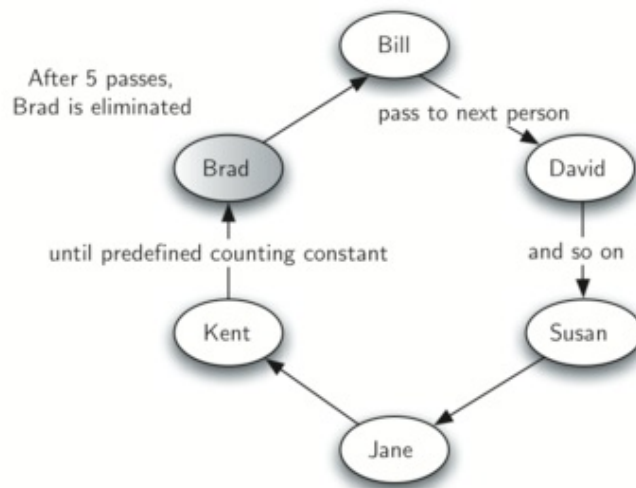 Bill
After 5 passes,
Brad is eliminated
pass to next person
Brad
David
until predefined counting constant
and so on
Kent
Susan
Jane